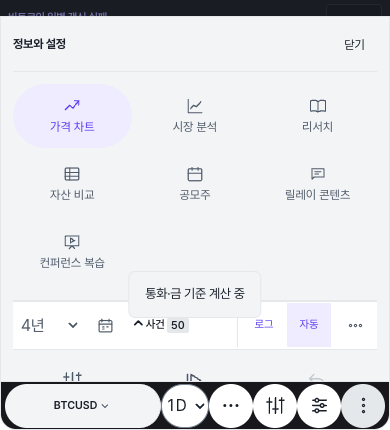 정보와 설정
닫기
가격 차트
시장 분석
리서치
자산 비교
공모주
릴레이 콘텐츠
컨퍼런스 복습
통화·금 기준 계산 중
4년
사건 50
로그
자동
BTCUSD
1D